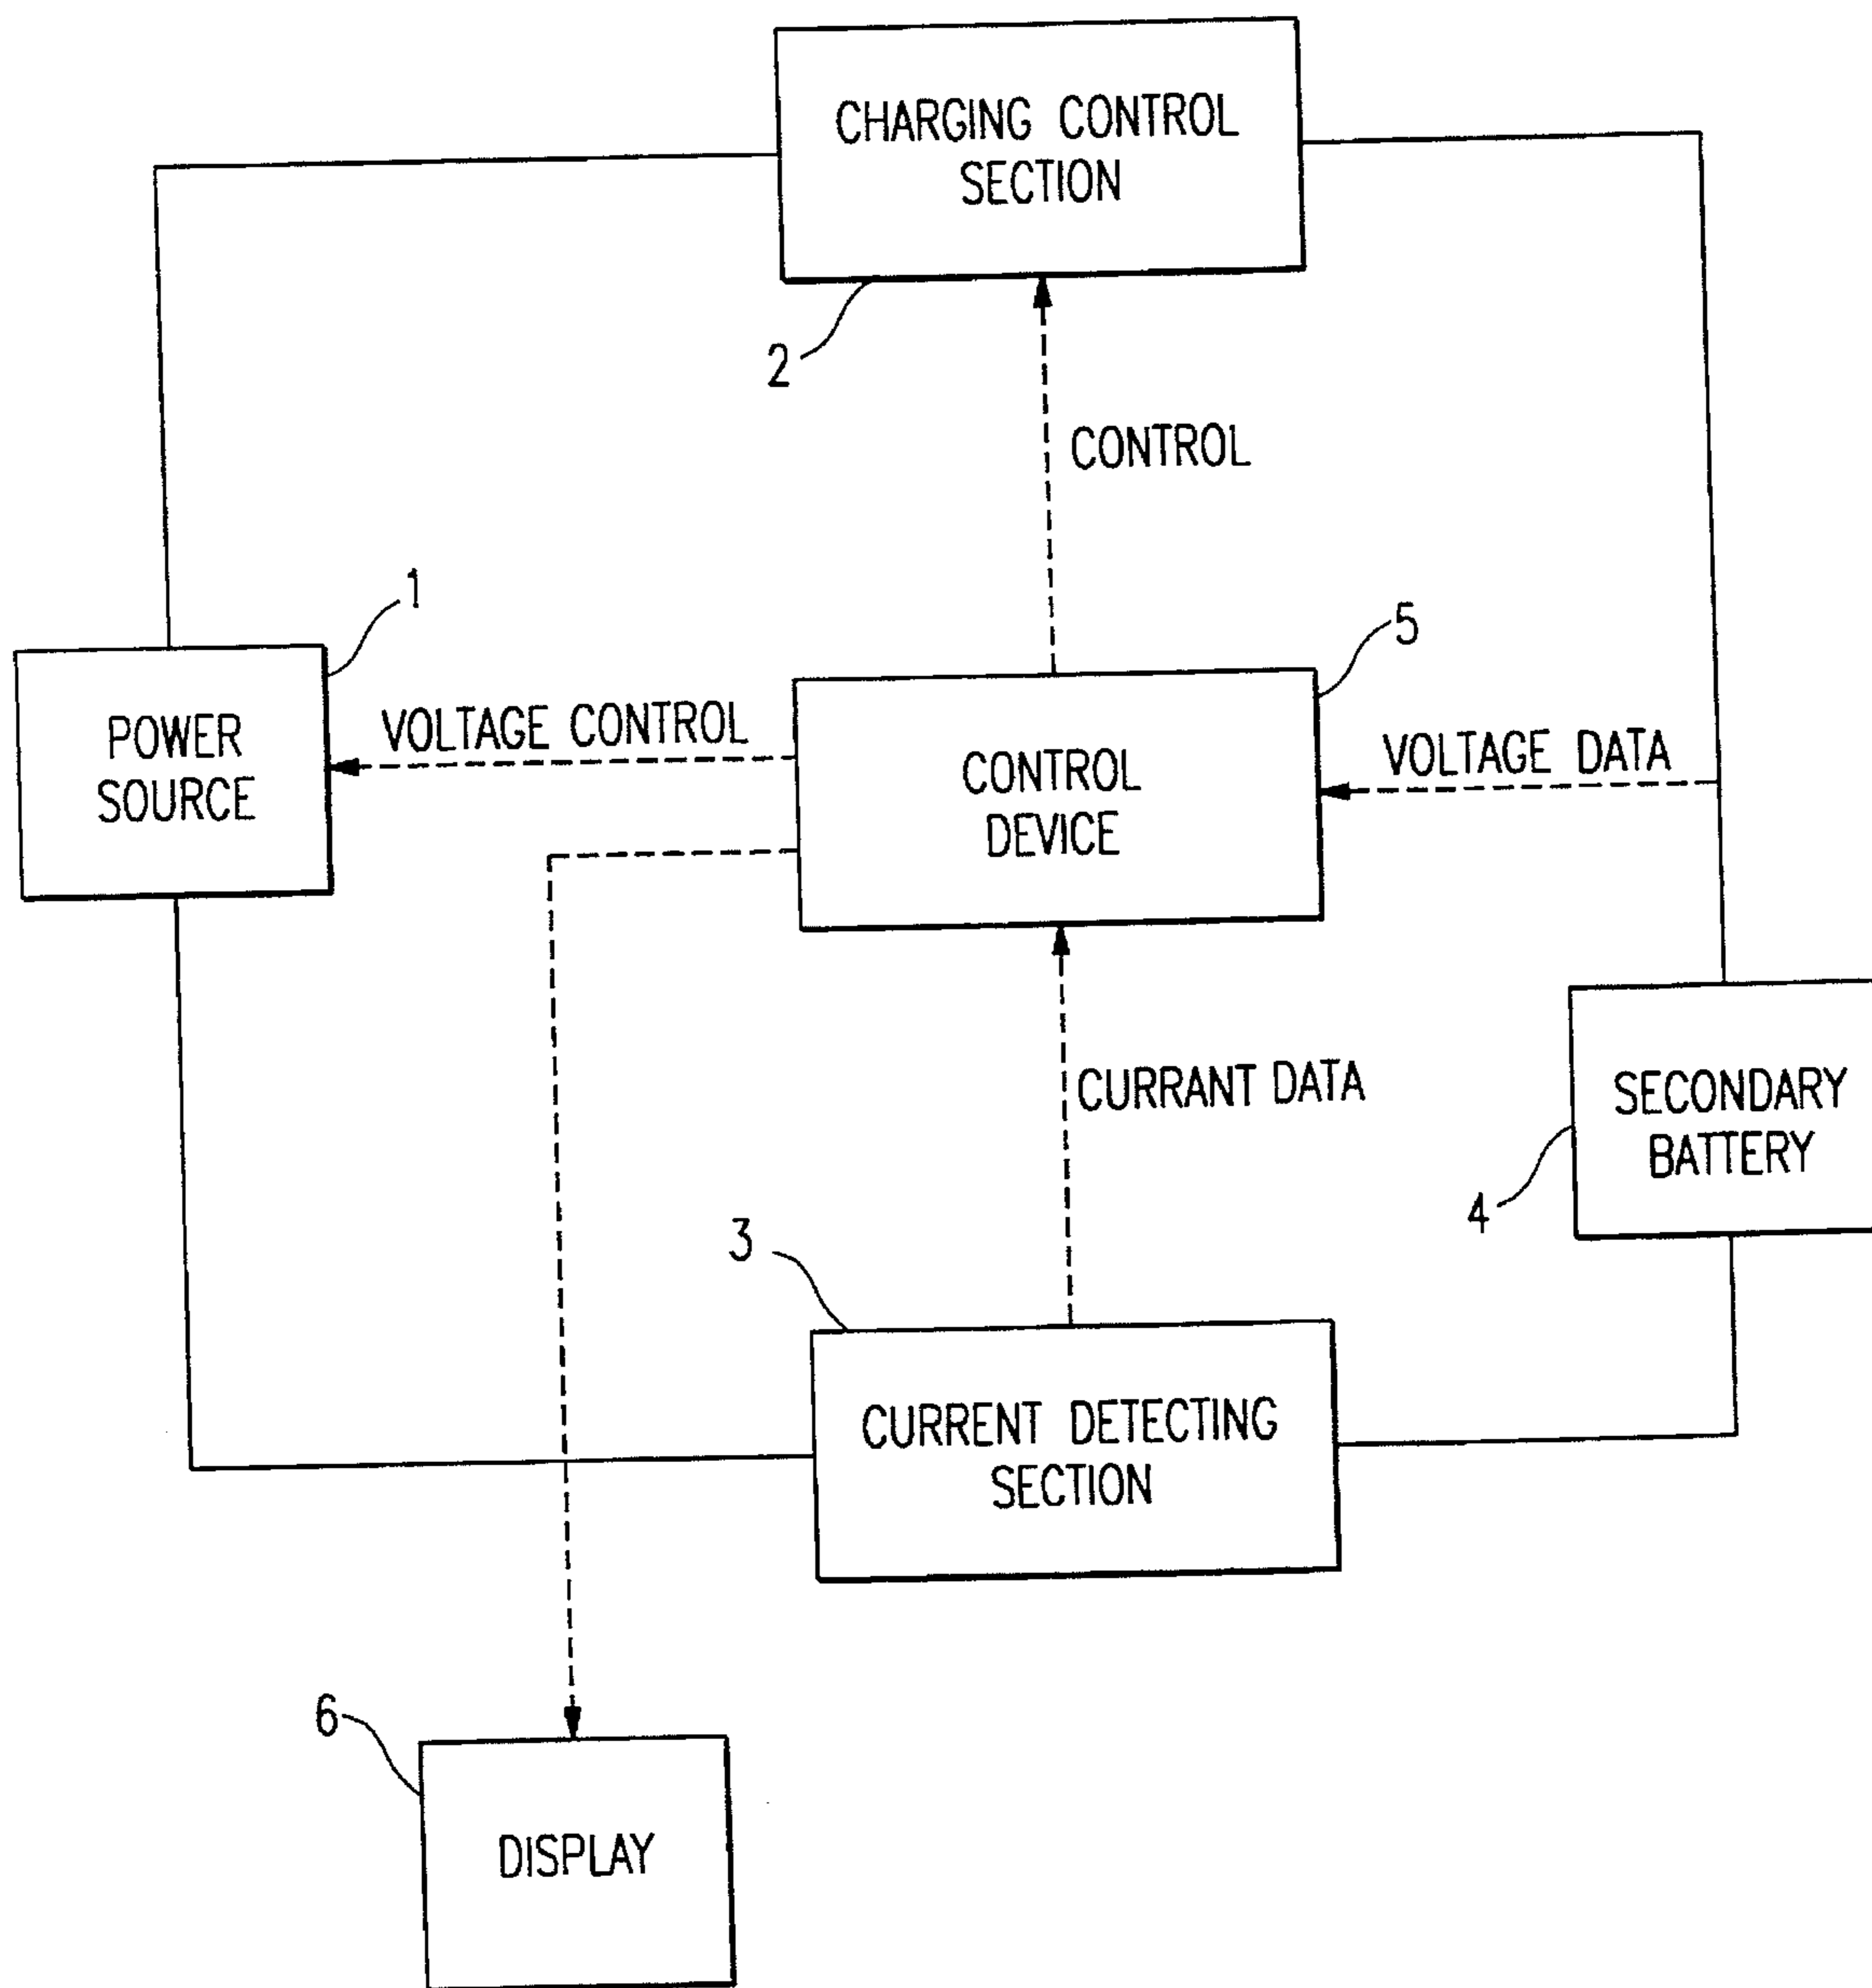 CHARGING CONTROL
SECTION
2
CONTROL
1
5
POWER
SOURCE
VOLTAGE CONTROL
CONTROL
DEVICE
VOLTAGE DATA
CURRANT DATA
SECONDARY
BATTERY
4
3
CURRENT DETECTING
SECTION
6
DISPLAY